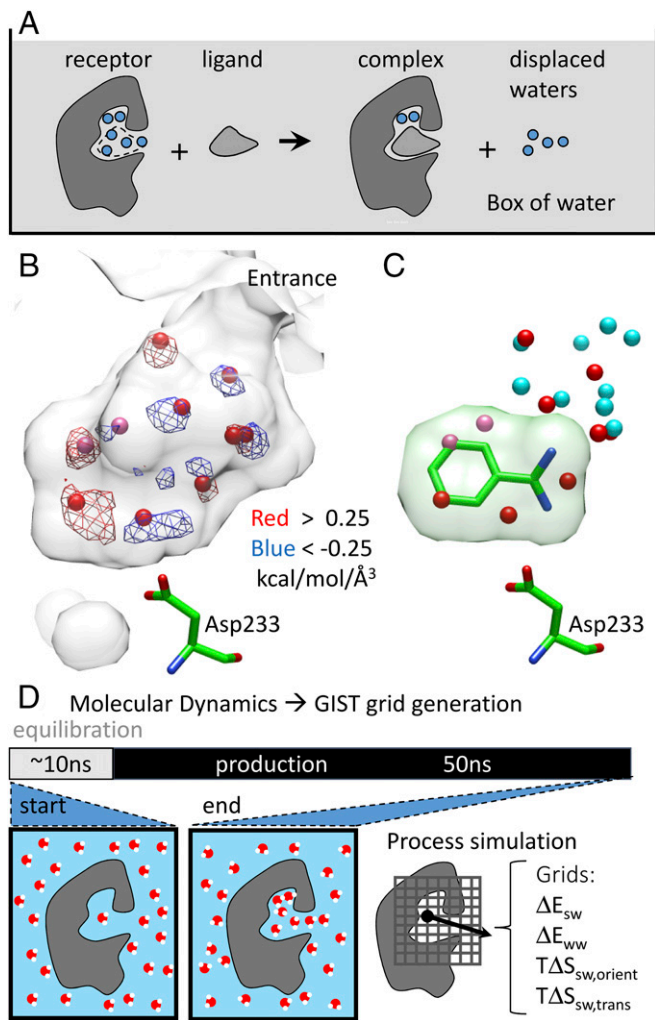 A
receptor
ligand
complex
displaced
waters
+
+
Box of water
B
Entrance
Red > 0.25
Blue < -0.25
kcal/mol/Å³
Asp233
C
Asp233
D
Molecular Dynamics → GIST grid generation
equilibration
~10ns
production
50ns
start
end
Process simulation
Grids:
ΔE_sw
ΔE_ww
TΔS_sw,orient
TΔS_sw,trans